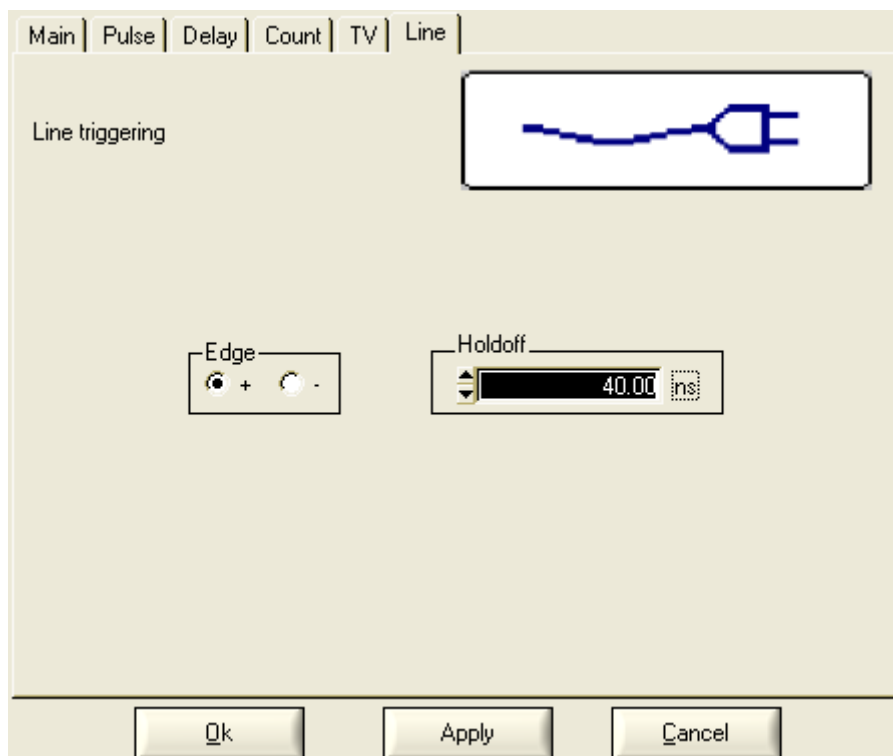 Main Pulse Delay Count TV Line
Line triggering
Edge
+ -
Holdoff
40.00 ns
Ok Apply Cancel